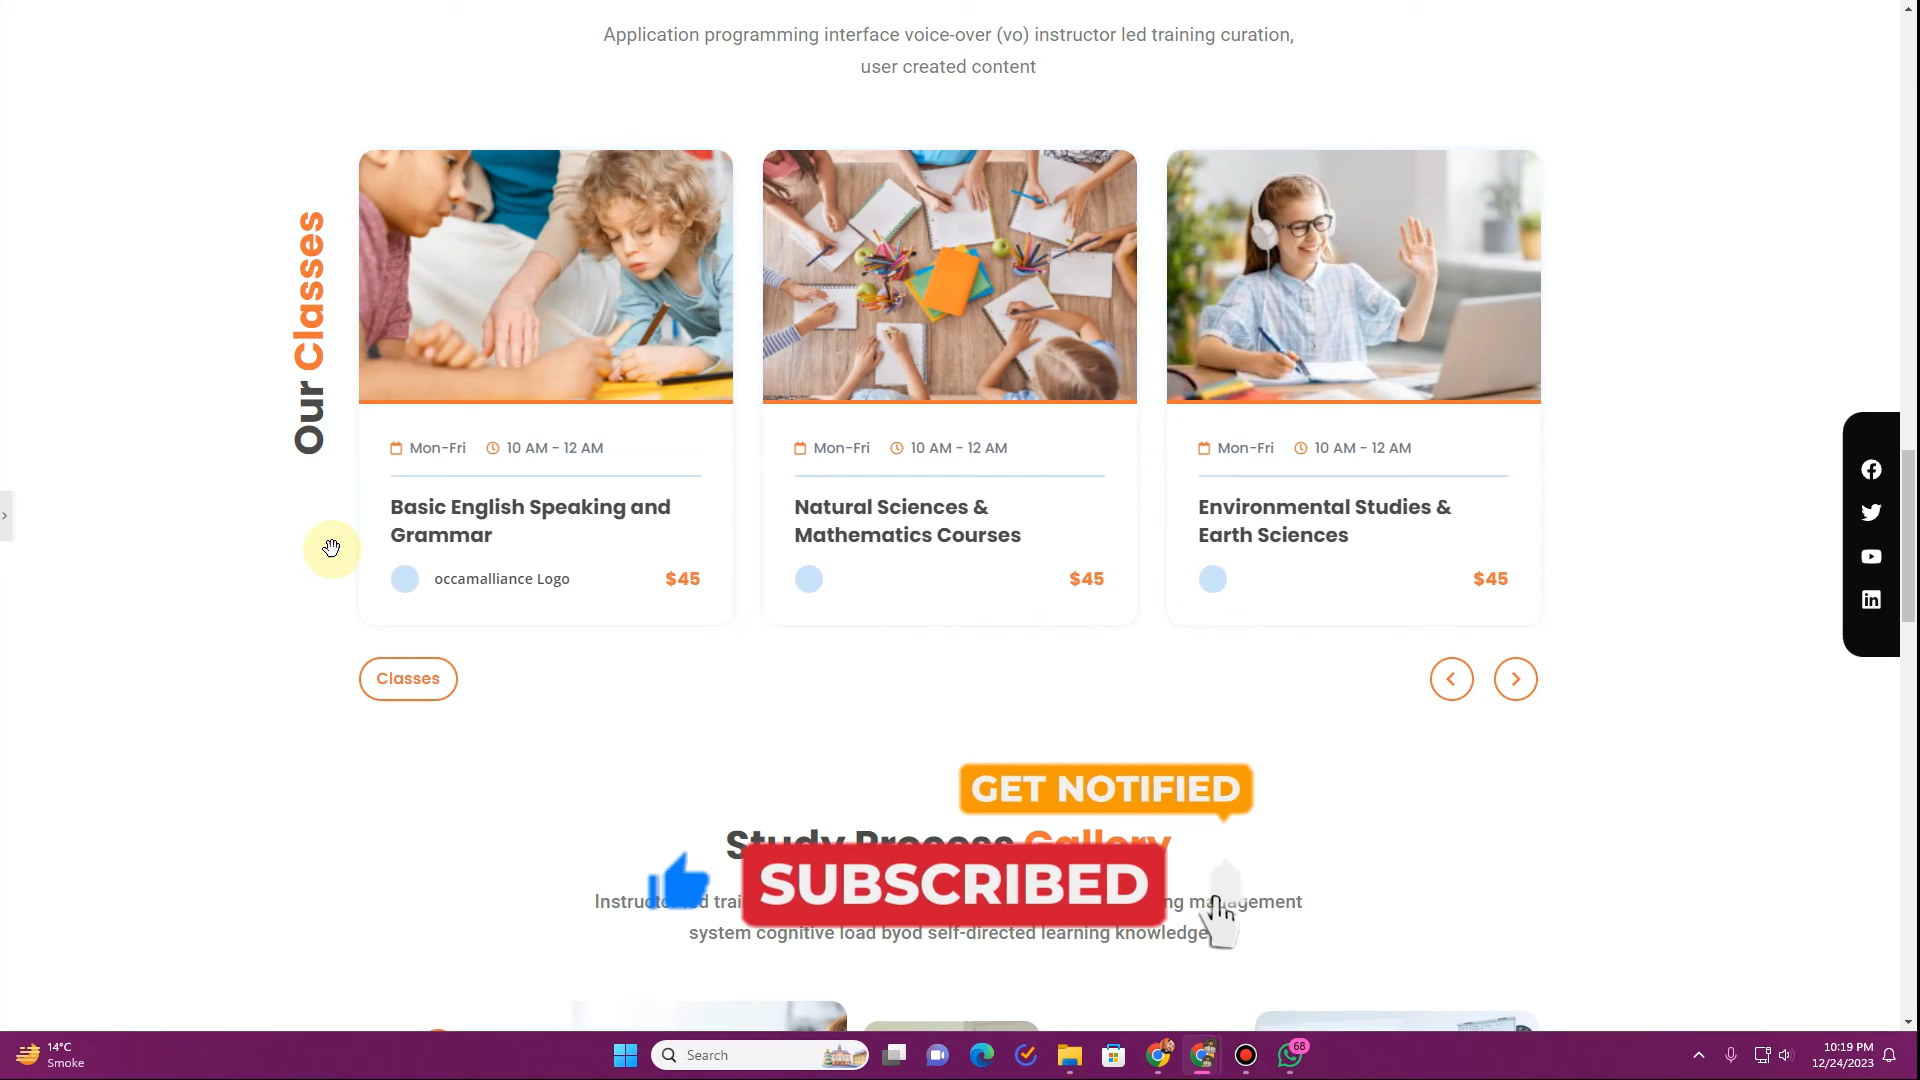 Application programming interface voice-over (vo) instructor led training curation,
user created content
Our Classes
Mon-Fri 10 AM - 12 AM
Basic English Speaking and
Grammar
occamalliance Logo $45
Mon-Fri 10 AM - 12 AM
Natural Sciences &
Mathematics Courses
$45
Mon-Fri 10 AM - 12 AM
Environmental Studies &
Earth Sciences
$45
Classes
GET NOTIFIED
Study Process Gallery
SUBSCRIBED
system cognitive load byod self-directed learning knowledge
14°C
Smoke
Search
68
10:19 PM
12/24/2023